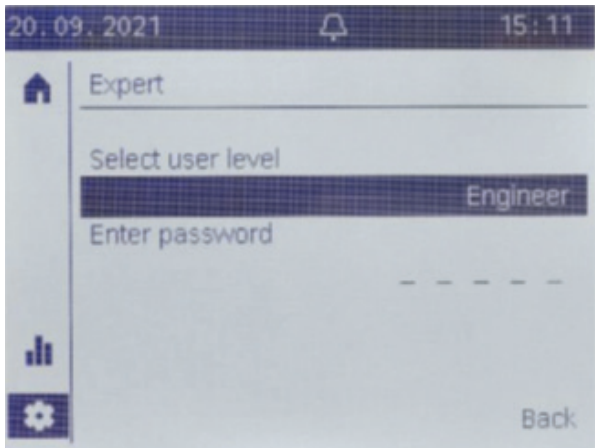 20.09.2021 15:11
Expert
Select user level
Engineer
Enter password
_ _ _ _ _
Back